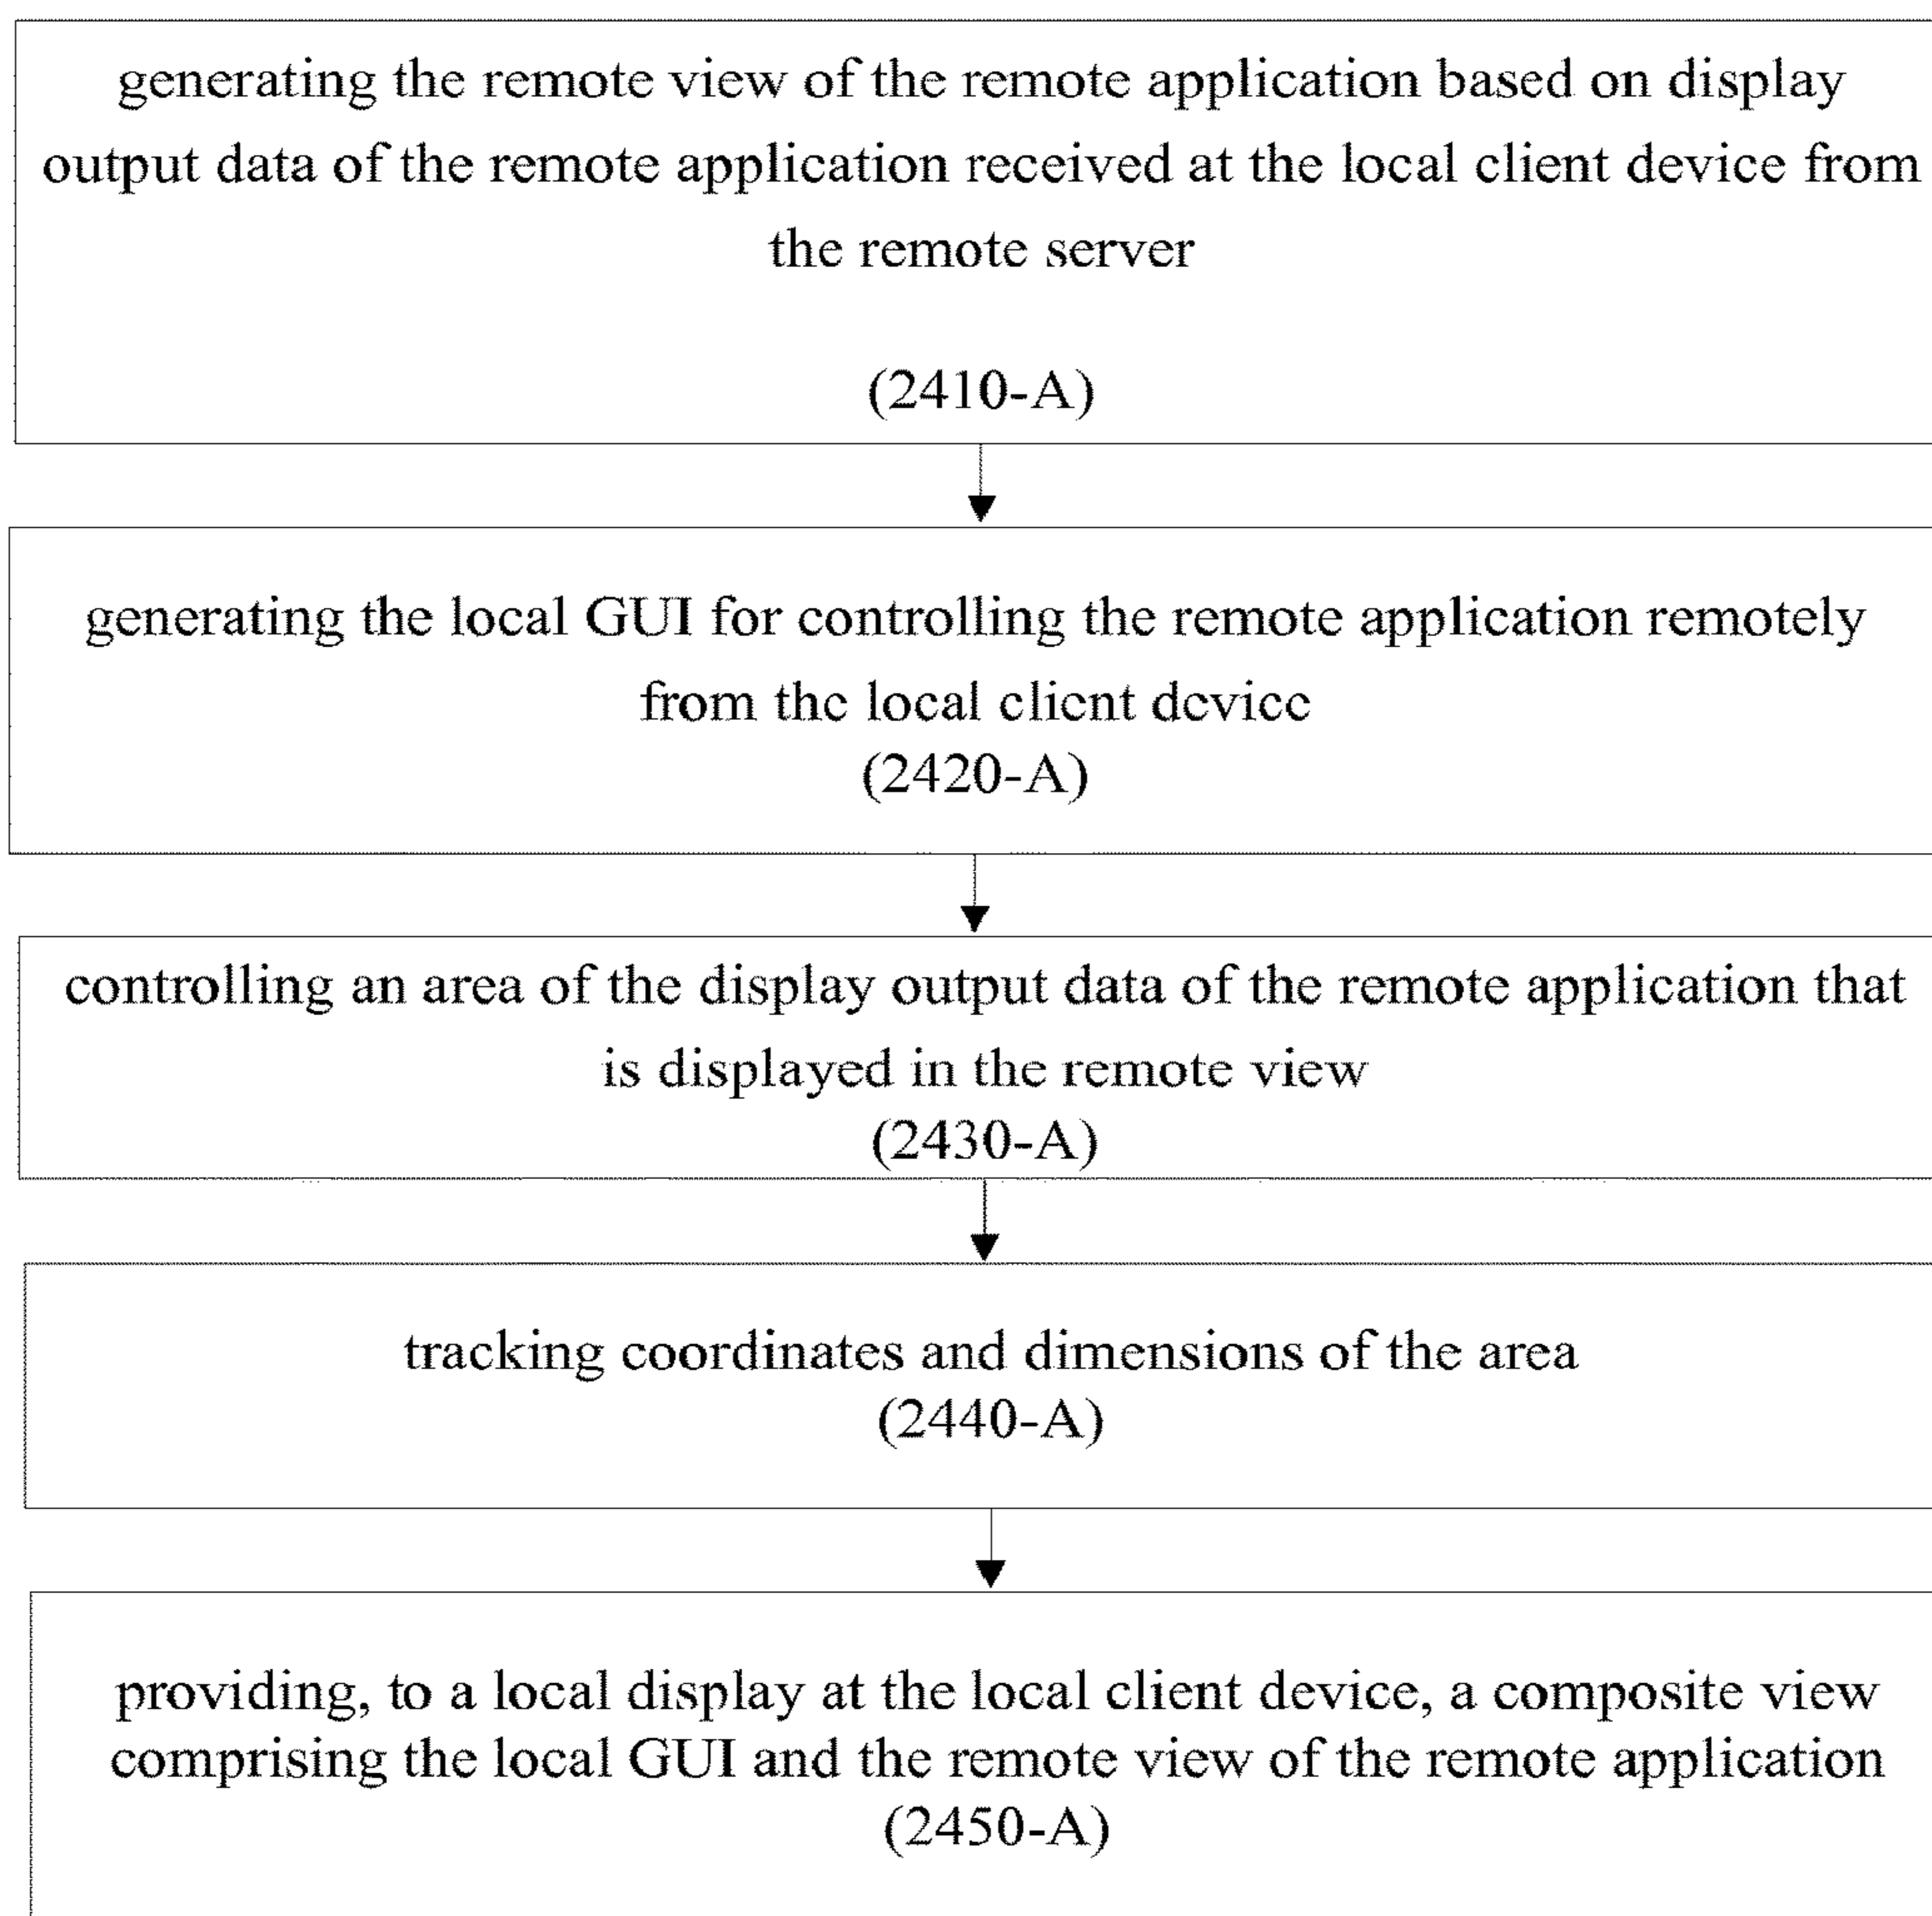 generating the remote view of the remote application based on display
output data of the remote application received at the local client device from
the remote server
(2410-A)
generating the local GUI for controlling the remote application remotely
from the local client device
(2420-A)
controlling an area of the display output data of the remote application that
is displayed in the remote view
(2430-A)
tracking coordinates and dimensions of the area
(2440-A)
providing, to a local display at the local client device, a composite view
comprising the local GUI and the remote view of the remote application
(2450-A)